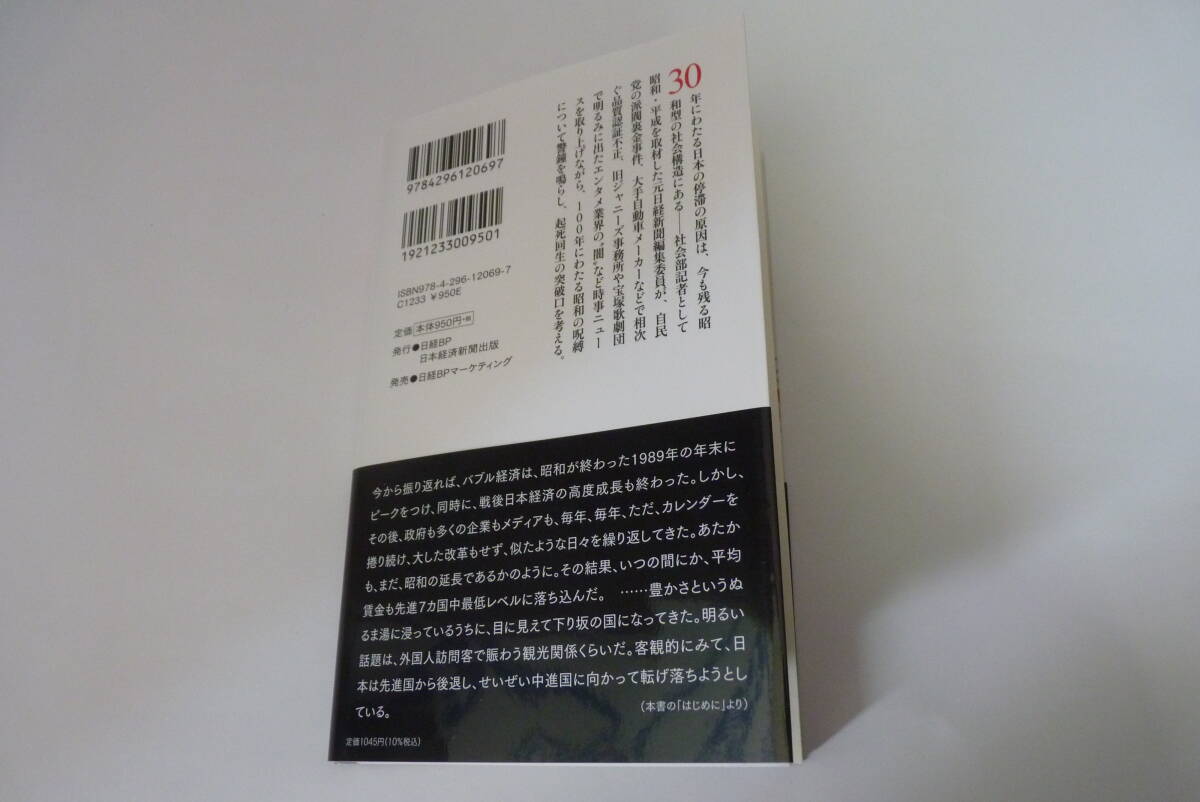 30年にわたる日本の停滞の原因は、今も残る昭
和型の社会構造にある──社会部記者として
昭和・平成を取材した元日経新聞編集委員が、自民
党の派閥裏金事件、大手自動車メーカーなどで相次
ぐ品質認証不正、旧ジャニーズ事務所や宝塚歌劇団
で明るみに出たエンタメ業界の〝闇〟など時事ニュー
スを取り上げながら、100年にわたる昭和の呪縛
について警鐘を鳴らし、起死回生の突破口を考える。
9784296120697
1921233009501
ISBN978-4-296-12069-7
C1233 ¥950E
定価 本体950円+税
発行●日経BP
日本経済新聞出版
発売●日経BPマーケティング
今から振り返れば、バブル経済は、昭和が終わった1989年の年末に
ピークをつけ、同時に、戦後日本経済の高度成長も終わった。しかし、
その後、政府も多くの企業もメディアも、毎年、毎年、ただ、カレンダーを
捲り続け、大した改革もせず、似たような日々を繰り返してきた。あたか
も、まだ、昭和の延長であるかのように。その結果、いつの間にか、平均
賃金も先進7カ国中最低レベルに落ち込んだ。 ……豊かさというぬ
るま湯に浸っているうちに、目に見えて下り坂の国になってきた。明るい
話題は、外国人訪問客で賑わう観光関係くらいだ。客観的にみて、日
本は先進国から後退し、せいぜい中進国に向かって転げ落ちようとし
ている。
(本書の「はじめに」より)
定価1045円(10%税込)